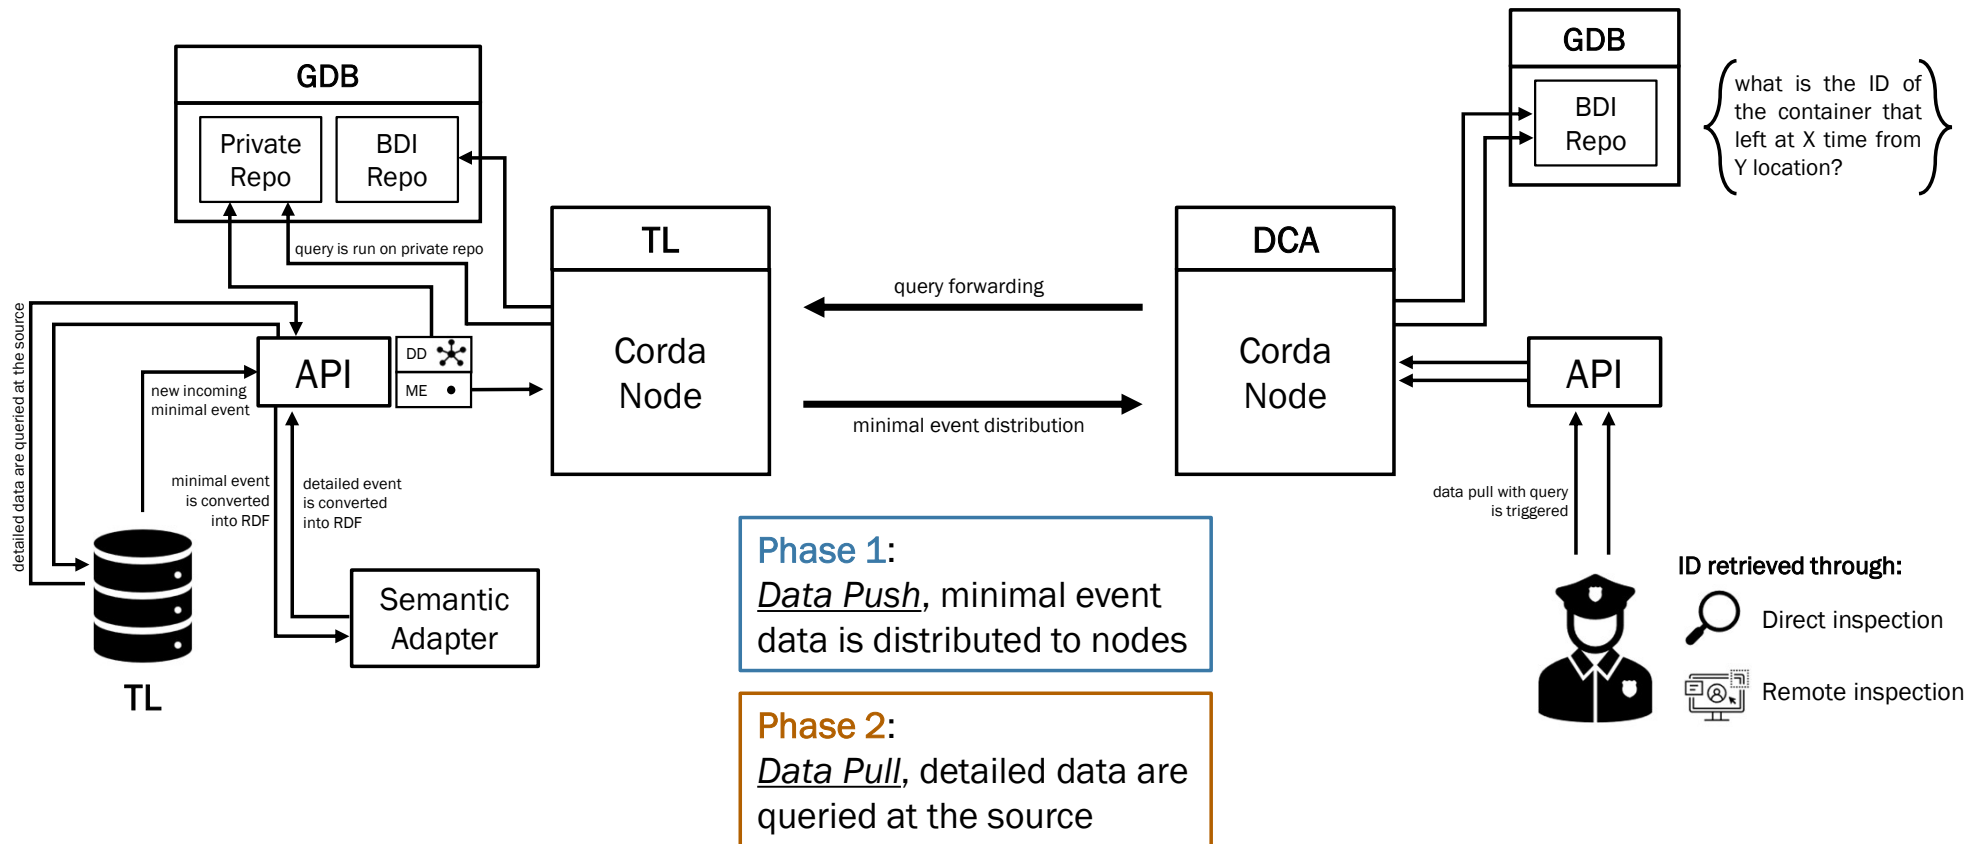 GDB
Private
Repo
BDI
Repo
query is run on private repo
detailed data are queried at the source
API
DD
ME
new incoming
minimal event
minimal event
is converted
into RDF
detailed event
is converted
into RDF
Semantic
Adapter
TL
TL
Corda
Node
query forwarding
minimal event distribution
DCA
Corda
Node
GDB
BDI
Repo
what is the ID of
the container that
left at X time from
Y location?
API
data pull with query
is triggered
ID retrieved through:
Direct inspection
Remote inspection
Phase 1:
Data Push, minimal event
data is distributed to nodes
Phase 2:
Data Pull, detailed data are
queried at the source